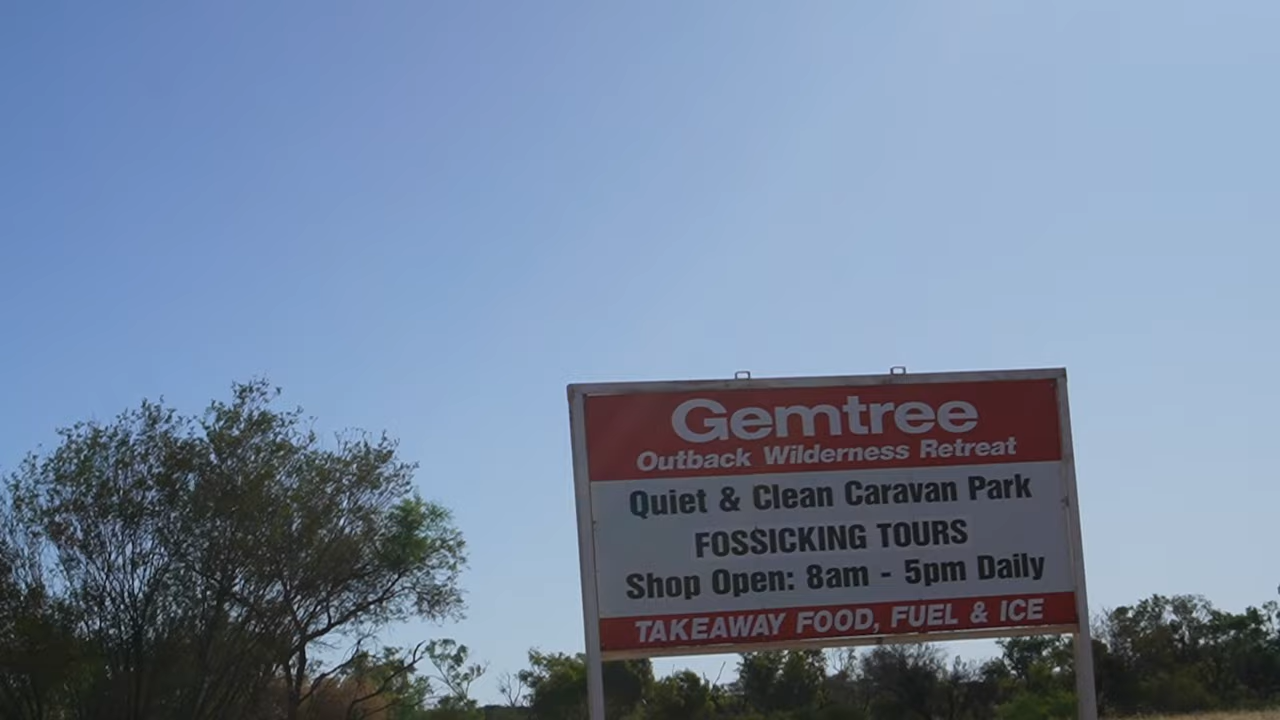 Gemtree
Outback Wilderness Retreat
Quiet & Clean Caravan Park
FOSSICKING TOURS
Shop Open: 8am - 5pm Daily
TAKEAWAY FOOD, FUEL & ICE